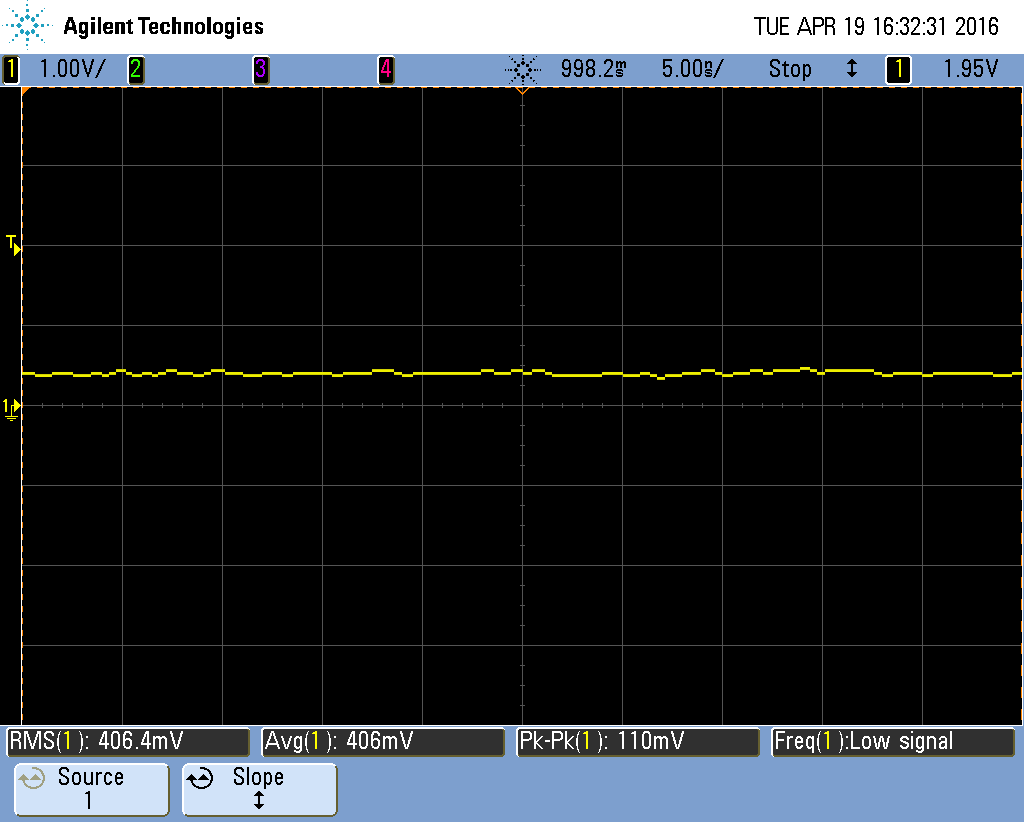 Agilent Technologies TUE APR 19 16:32:31 2016
1 1.00V/ 2 3 4 998.2ms 5.00s/ Stop ↕ 1 1.95V
T
1
RMS(1): 406.4mV Avg(1): 406mV Pk-Pk(1): 110mV Freq(1):Low signal
Source Slope
1 ↕